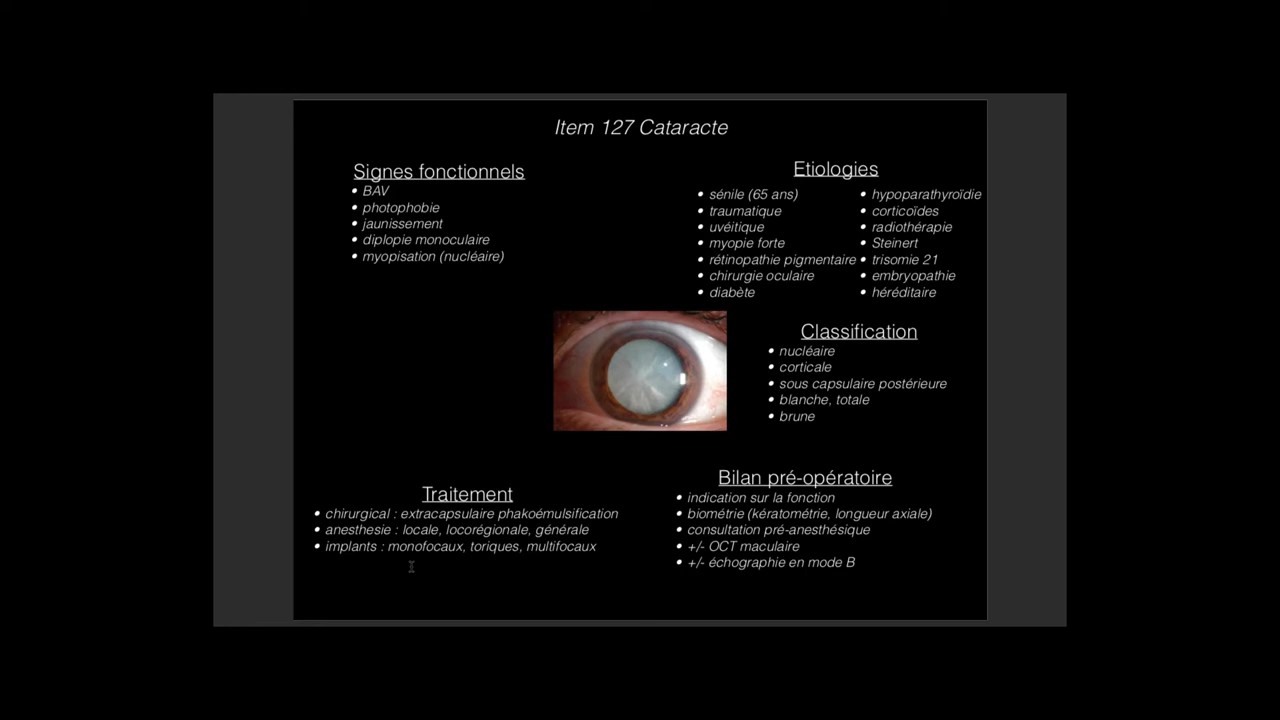 Item 127 Cataracte
Signes fonctionnels
• BAV
• photophobie
• jaunissement
• diplopie monoculaire
• myopisation (nucléaire)
Etiologies
• sénile (65 ans)
• traumatique
• uvéitique
• myopie forte
• rétinopathie pigmentaire
• chirurgie oculaire
• diabète
• hypoparathyroïdie
• corticoïdes
• radiothérapie
• Steinert
• trisomie 21
• embryopathie
• héréditaire
Classification
• nucléaire
• corticale
• sous capsulaire postérieure
• blanche, totale
• brune
Traitement
• chirurgical : extracapsulaire phakoémulsification
• anesthesie : locale, locorégionale, générale
• implants : monofocaux, toriques, multifocaux
Bilan pré-opératoire
• indication sur la fonction
• biométrie (kératométrie, longueur axiale)
• consultation pré-anesthésique
• +/- OCT maculaire
• +/- échographie en mode B